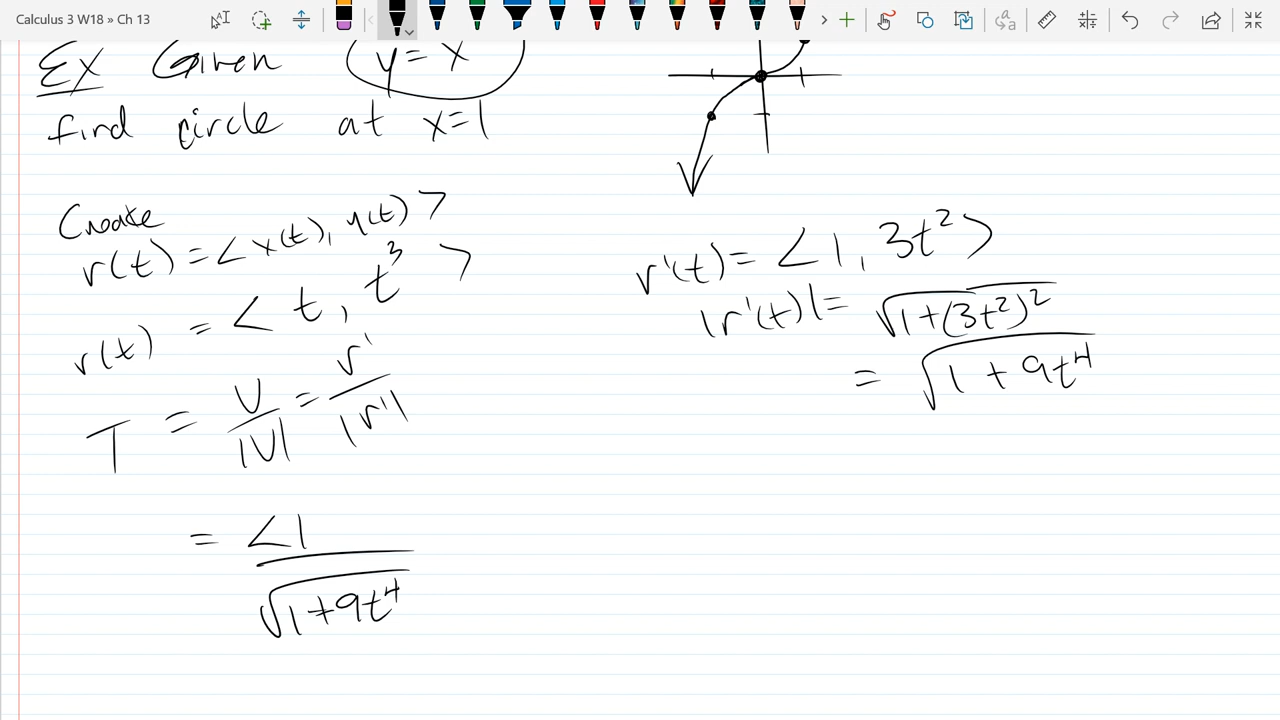 Calculus 3 W18 » Ch 13
Ex Given y = x
find circle at x=1
Create
r(t) = < x(t), y(t) >
r(t) = < t, t³ >
T = V/|V| = r'/|r'|
= <1 / √1+9t⁴
r'(t) = < 1, 3t² >
|r'(t)| = √1+(3t²)²
= √1 + 9t⁴